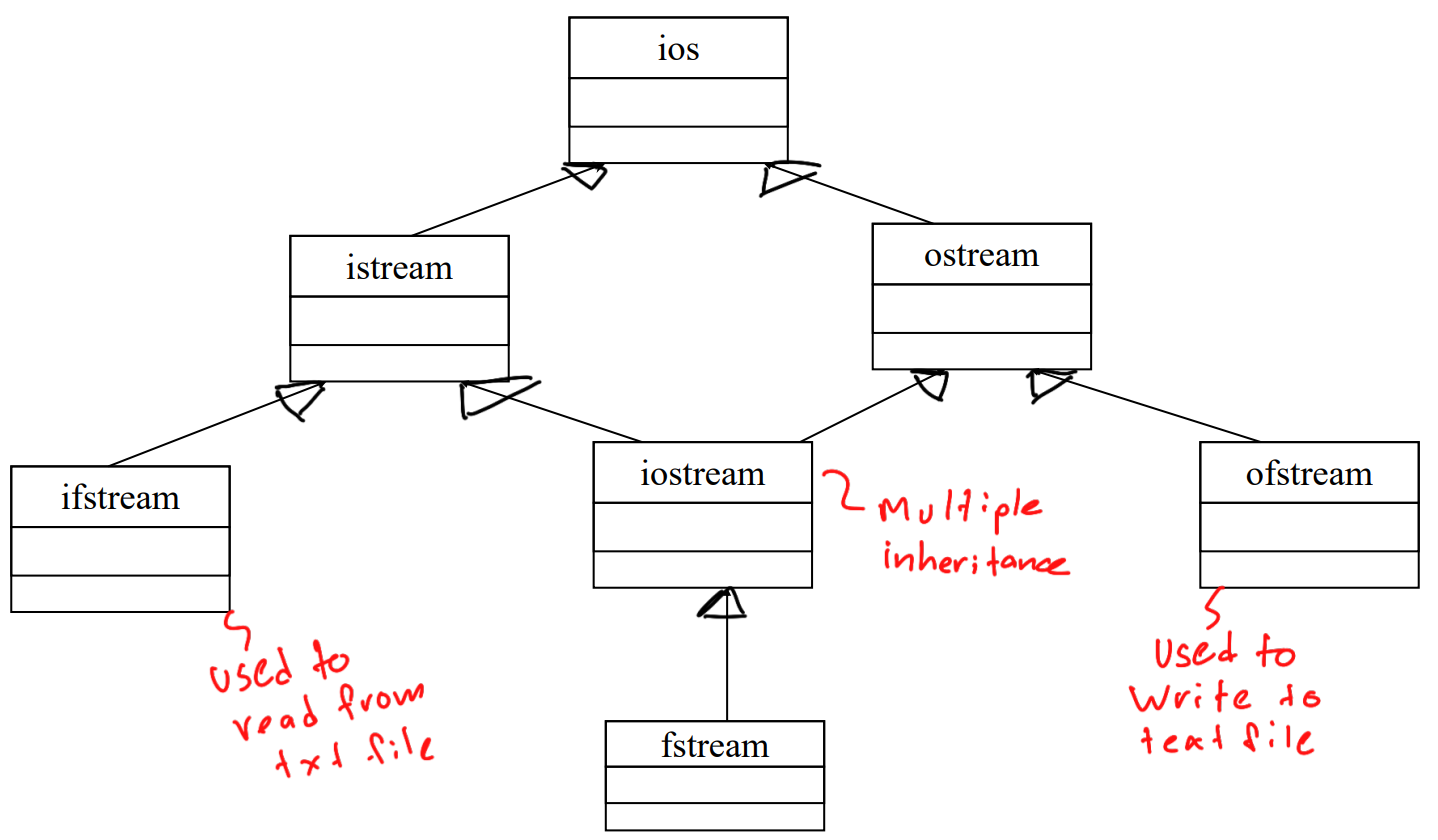 ios
istream
ostream
ifstream
iostream
ofstream
Multiple
inheritance
used to
read from
txt file
Used to
write to
text file
fstream